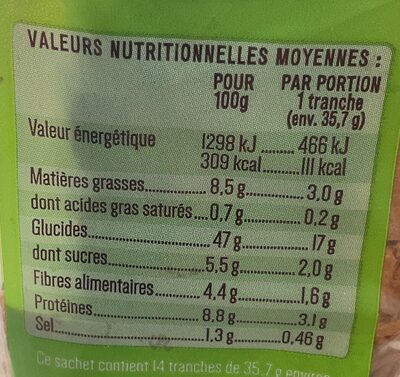 VALEURS NUTRITIONNELLES MOYENNES :
POUR 100g PAR PORTION 1 tranche (env. 35,7 g)
Valeur énergétique 1298 kJ ......... 466 kJ
309 kcal..... 111 kcal
Matières grasses............ 8,5 g........... 3,0 g
dont acides gras saturés.... 0,7 g........... 0,2 g
Glucides........................ 47 g........... 17 g
dont sucres.................. 5,5 g........... 2,0 g
Fibres alimentaires........ 4,4 g........... 1,6 g
Protéines..................... 8,8 g........... 3,1 g
Sel............................... 1,3 g........... 0,46 g
Ce sachet contient 14 tranches de 35,7 g environ